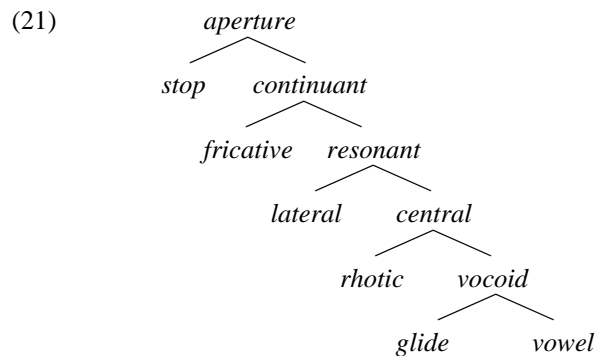 (21) aperture
stop continuant
fricative resonant
lateral central
rhotic vocoid
glide vowel